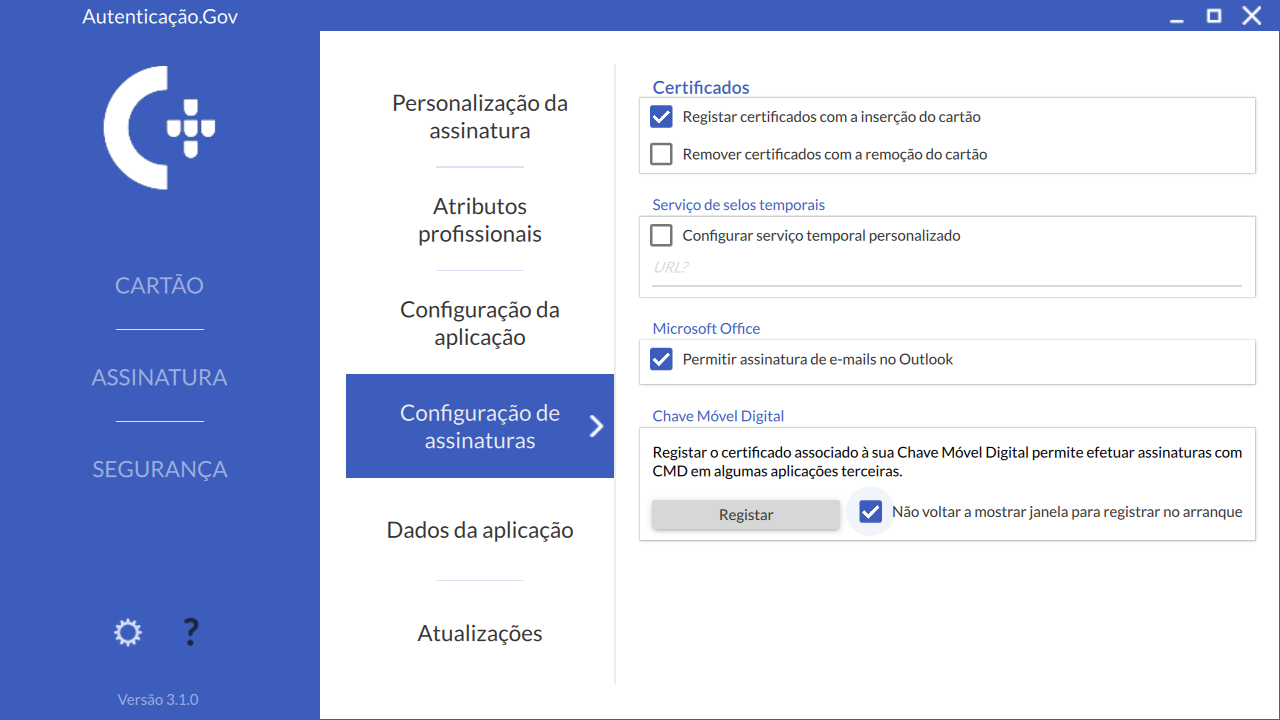 Autenticação.Gov
CARTÃO
ASSINATURA
SEGURANÇA
?
Versão 3.1.0
Personalização da
assinatura
Atributos
profissionais
Configuração da
aplicação
Configuração de
assinaturas
Dados da aplicação
Atualizações
Certificados
Registar certificados com a inserção do cartão
Remover certificados com a remoção do cartão
Serviço de selos temporais
Configurar serviço temporal personalizado
URL?
Microsoft Office
Permitir assinatura de e-mails no Outlook
Chave Móvel Digital
Registar o certificado associado à sua Chave Móvel Digital permite efetuar assinaturas com
CMD em algumas aplicações terceiras.
Registar
Não voltar a mostrar janela para registrar no arranque